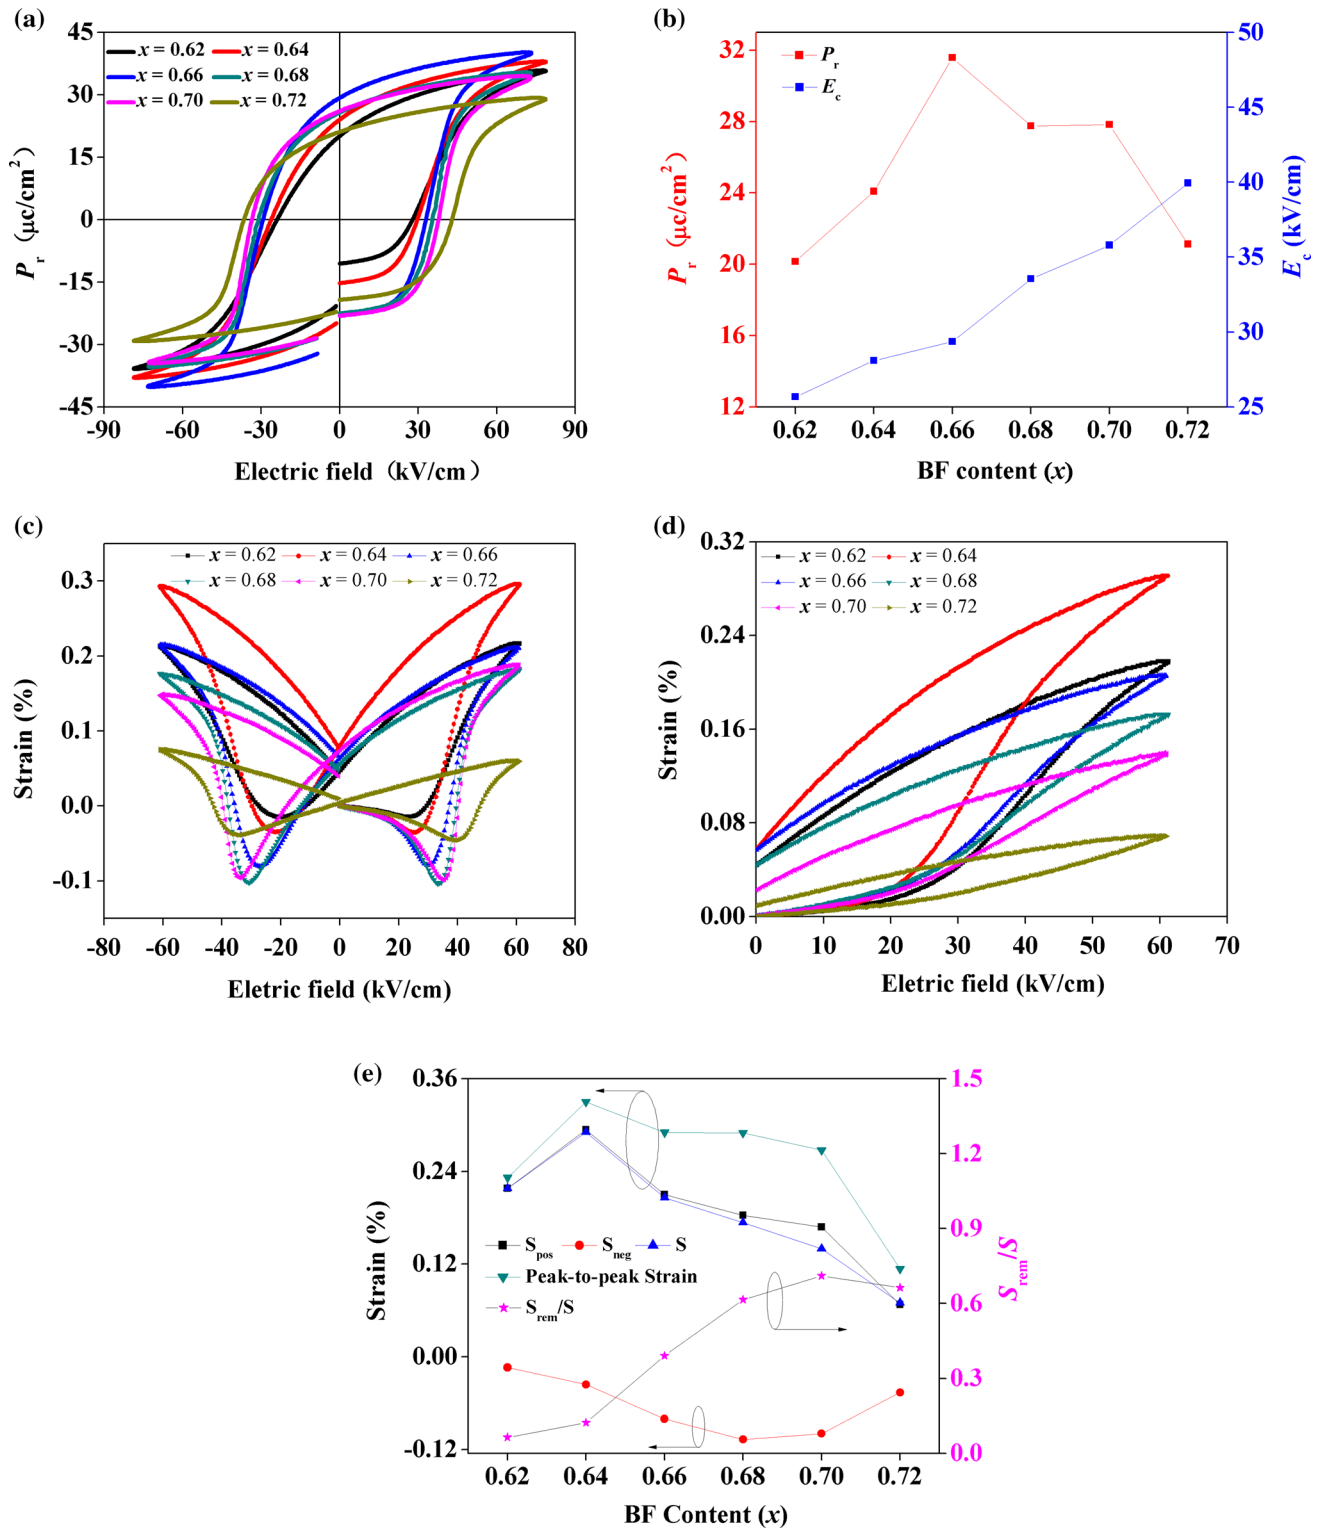 (a)
x = 0.62 x = 0.64
x = 0.66 x = 0.68
x = 0.70 x = 0.72
45
30
15
0
-15
-30
-45
-90 -60 -30 0 30 60 90
Pr (μc/cm2)
Electric field (kV/cm)
(b)
Pr
Ec
32
28
24
20
16
12
50
45
40
35
30
25
0.62 0.64 0.66 0.68 0.70 0.72
Pr (μc/cm2)
Ec (kV/cm)
BF content (x)
(c)
x = 0.62 x = 0.64 x = 0.66
x = 0.68 x = 0.70 x = 0.72
0.3
0.2
0.1
0.0
-0.1
-80 -60 -40 -20 0 20 40 60 80
Strain (%)
Eletric field (kV/cm)
(d)
x = 0.62 x = 0.64
x = 0.66 x = 0.68
x = 0.70 x = 0.72
0.32
0.24
0.16
0.08
0.00
0 10 20 30 40 50 60 70
Strain (%)
Eletric field (kV/cm)
(e)
0.36
0.24
0.12
0.00
-0.12
Spos Sneg S
Peak-to-peak Strain
Srem/S
1.5
1.2
0.9
0.6
0.3
0.0
0.62 0.64 0.66 0.68 0.70 0.72
Strain (%)
Srem/S
BF Content (x)